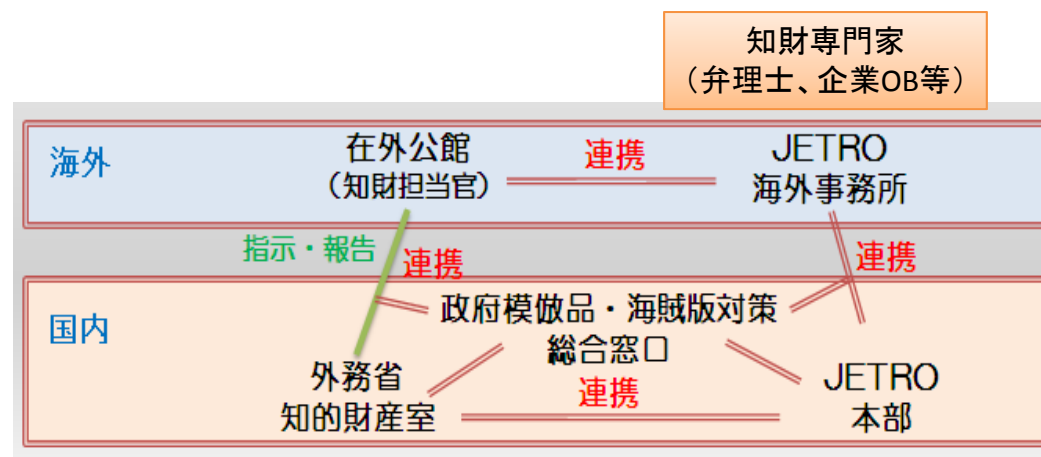 知財専門家
（弁理士、企業OB等）
海外
在外公館
（知財担当官）
連携
JETRO
海外事務所
指示・報告
連携
連携
国内
政府模倣品・海賊版対策
総合窓口
外務省
知的財産室
連携
JETRO
本部